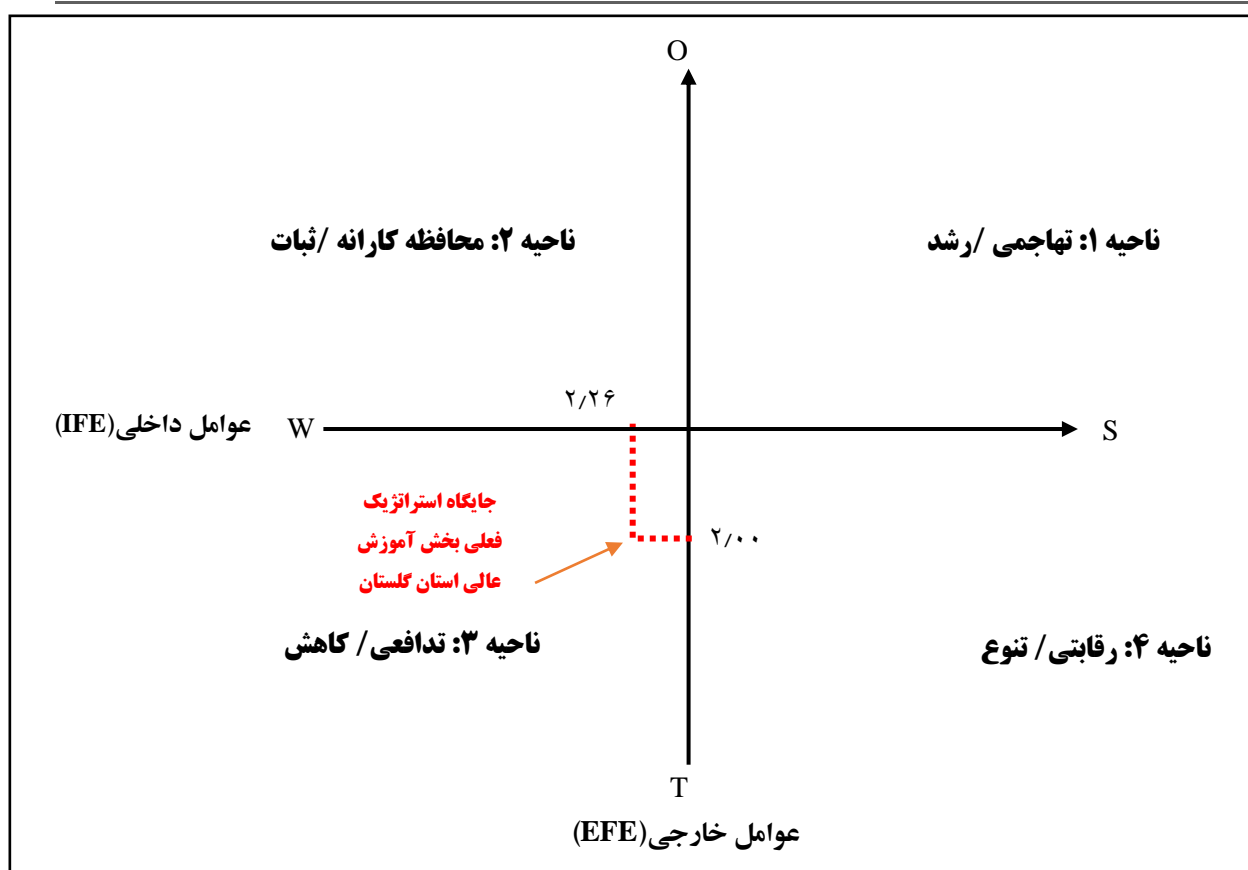 O
ناحیه ۲: محافظه کارانه /ثبات
ناحیه ۱: تهاجمی /رشد
۲/۲۶
عوامل داخلی(IFE)
W
S
جایگاه استراتژیک
فعلی بخش آموزش
عالی استان گلستان
۲/۰۰
ناحیه ۳: تدافعی/ کاهش
ناحیه ۴: رقابتی/ تنوع
T
عوامل خارجی(EFE)